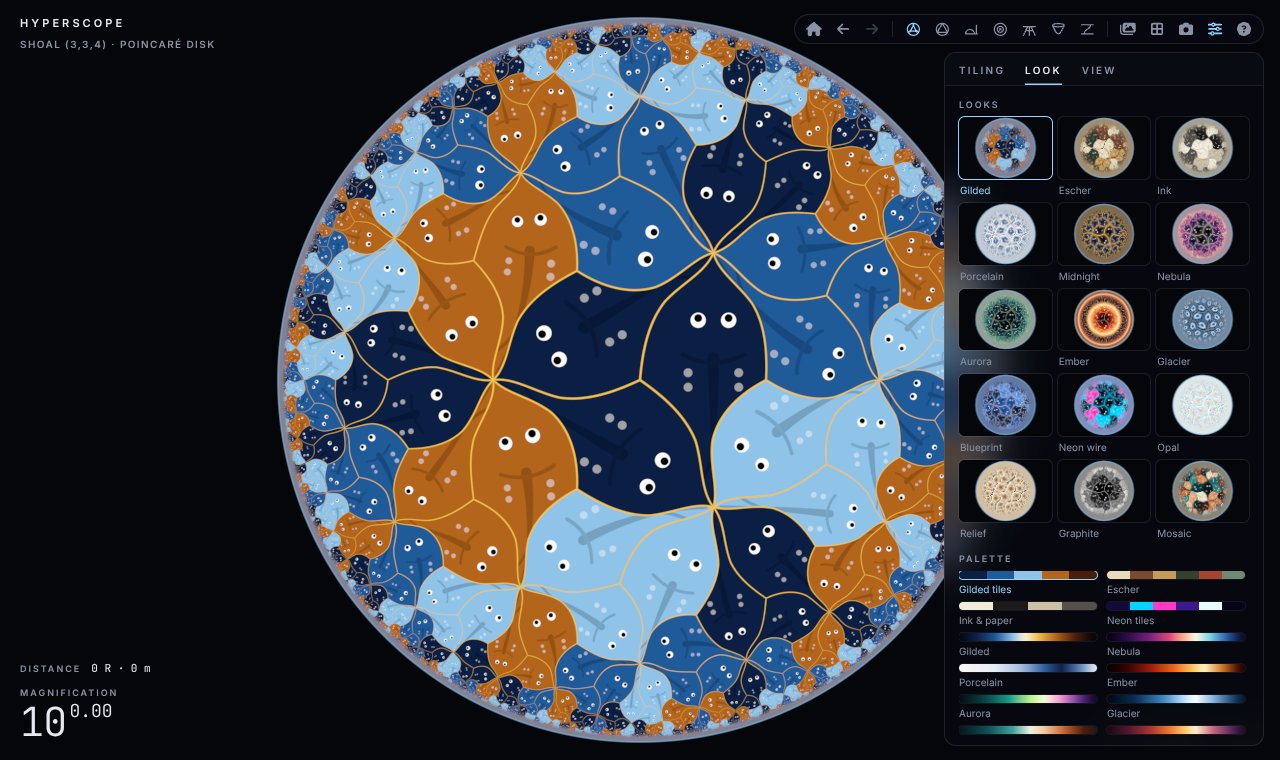 HYPERSCOPE
SHOAL (3,3,4) · POINCARÉ DISK
TILING LOOK VIEW
LOOKS
Gilded Escher Ink
Porcelain Midnight Nebula
Aurora Ember Glacier
Blueprint Neon wire Opal
Relief Graphite Mosaic
PALETTE
Gilded tiles Escher
Ink & paper Neon tiles
Gilded Nebula
Porcelain Ember
Aurora Glacier
DISTANCE 0 R · 0 m
MAGNIFICATION
10 0.00